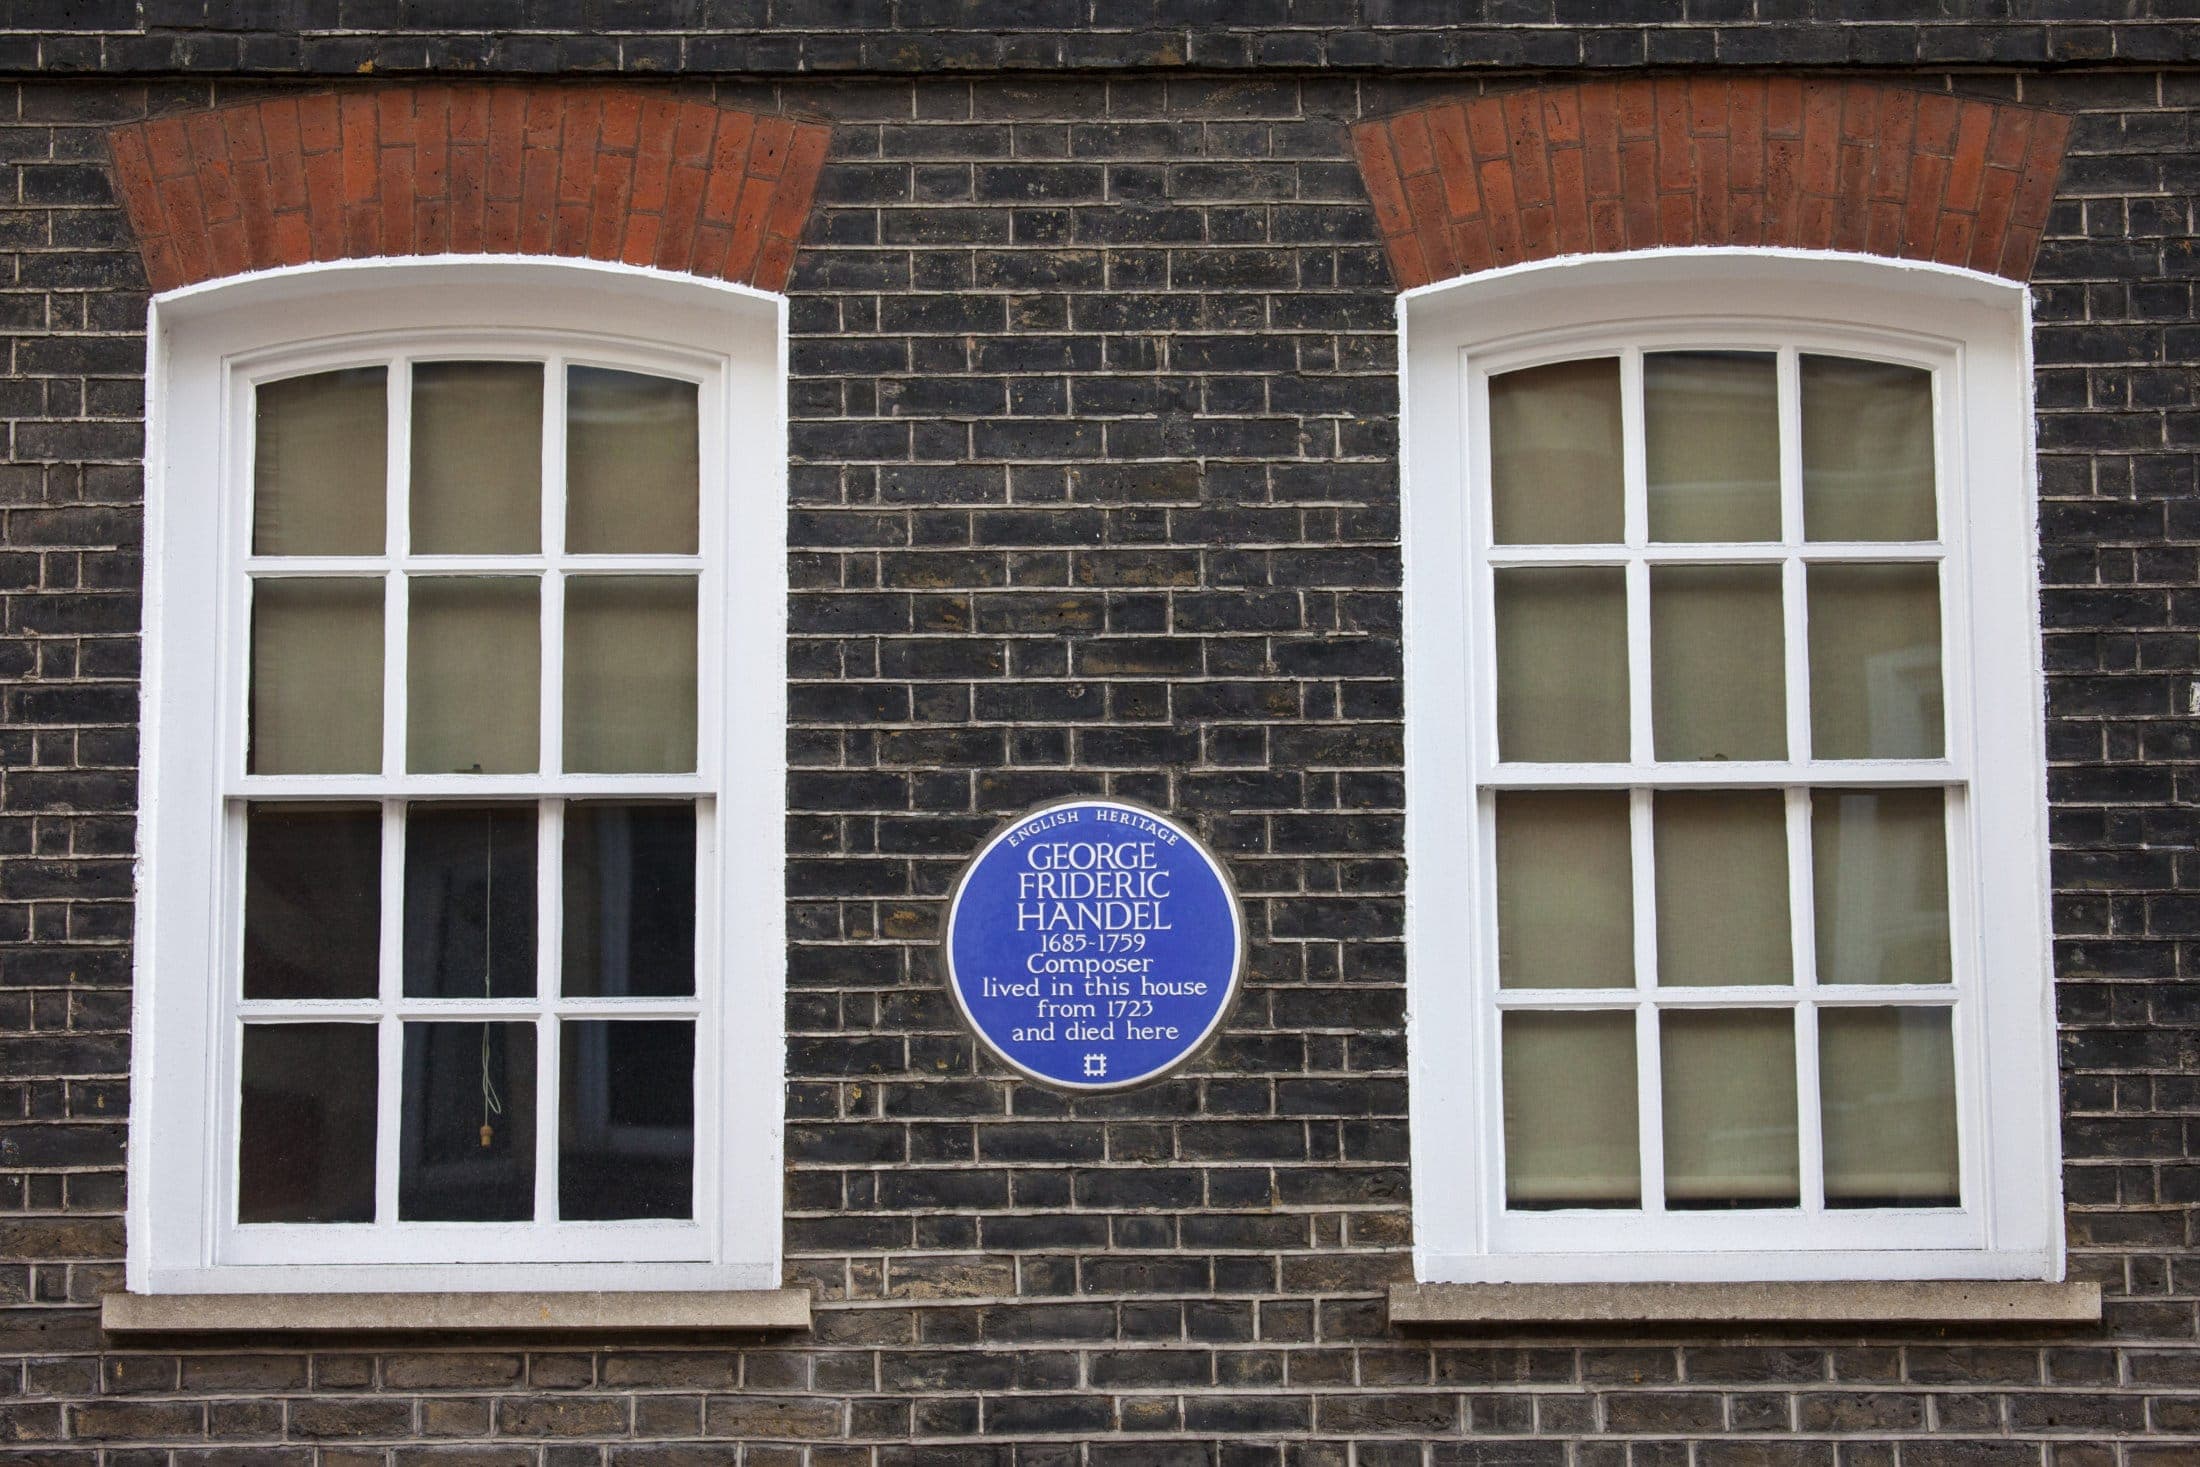 ENGLISH HERITAGE
GEORGE
FRIDERIC
HANDEL
1685-1759
Composer
lived in this house
from 1723
and died here